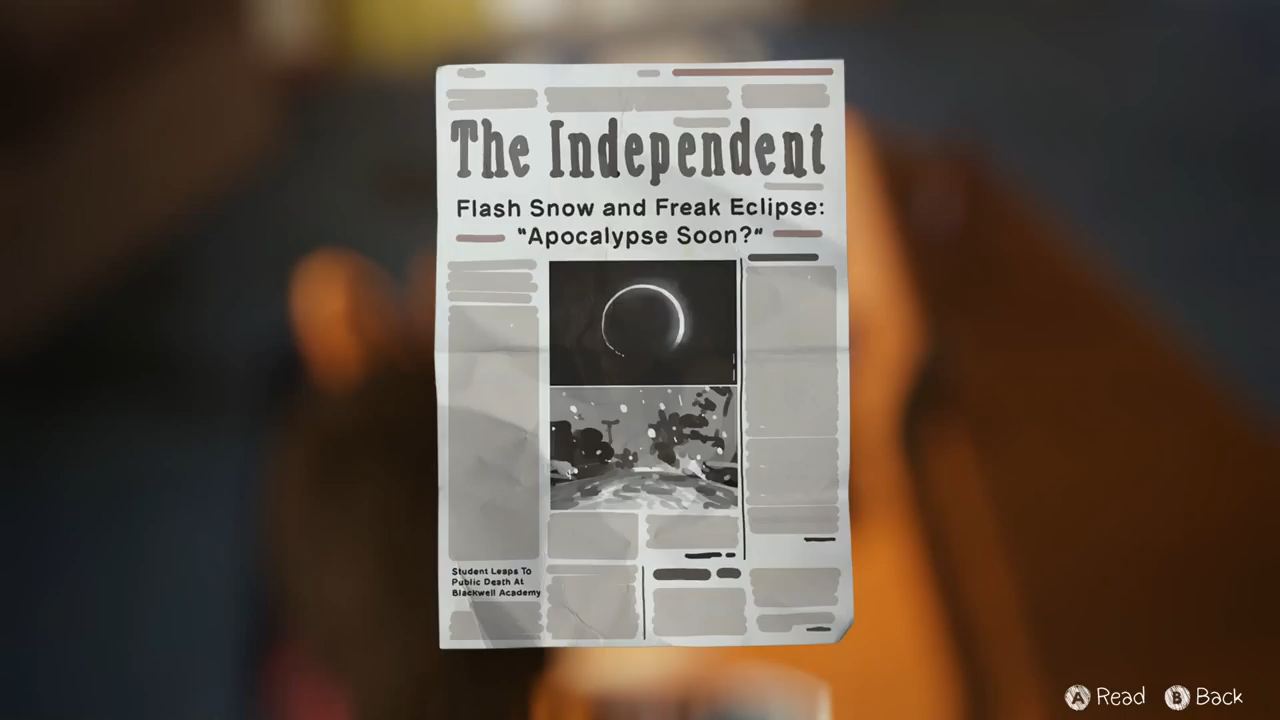 The Independent
Flash Snow and Freak Eclipse:
"Apocalypse Soon?"
Student Leaps To
Public Death At
Blackwell Academy
A Read B Back